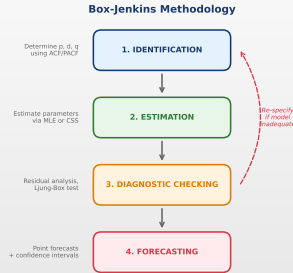 Box-Jenkins Methodology
Determine p, d, q
using ACF/PACF
1. IDENTIFICATION
Estimate parameters
via MLE or CSS
2. ESTIMATION
Re-specify
if model
inadequate
Residual analysis,
Ljung-Box test
3. DIAGNOSTIC CHECKING
Point forecasts
+ confidence intervals
4. FORECASTING